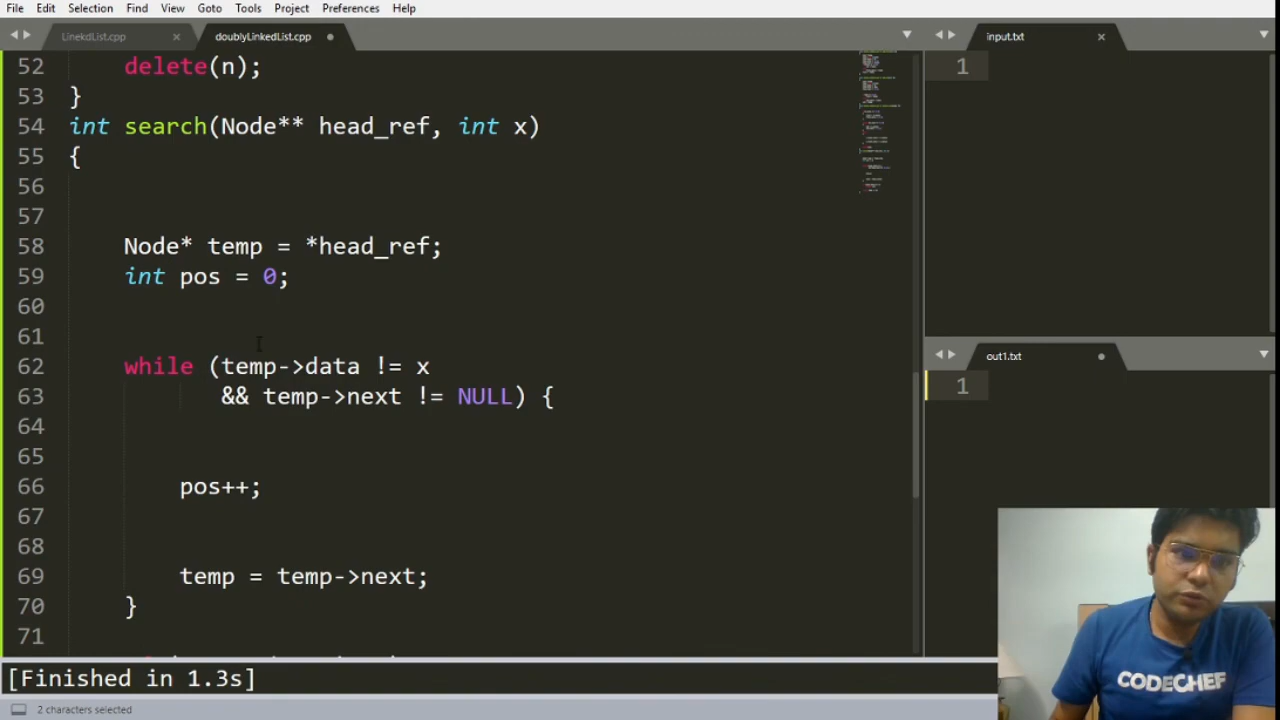 File Edit Selection Find View Goto Tools Project Preferences Help
LinekdList.cpp × doublyLinkedList.cpp
input.txt ×
52 delete(n);
53 }
54 int search(Node** head_ref, int x)
55 {
56
57
58 Node* temp = *head_ref;
59 int pos = 0;
60
61
62 while (temp->data != x
63 && temp->next != NULL) {
64
65
66 pos++;
67
68
69 temp = temp->next;
70 }
71
1
out1.txt
1
CODECHEF
[Finished in 1.3s]
2 characters selected